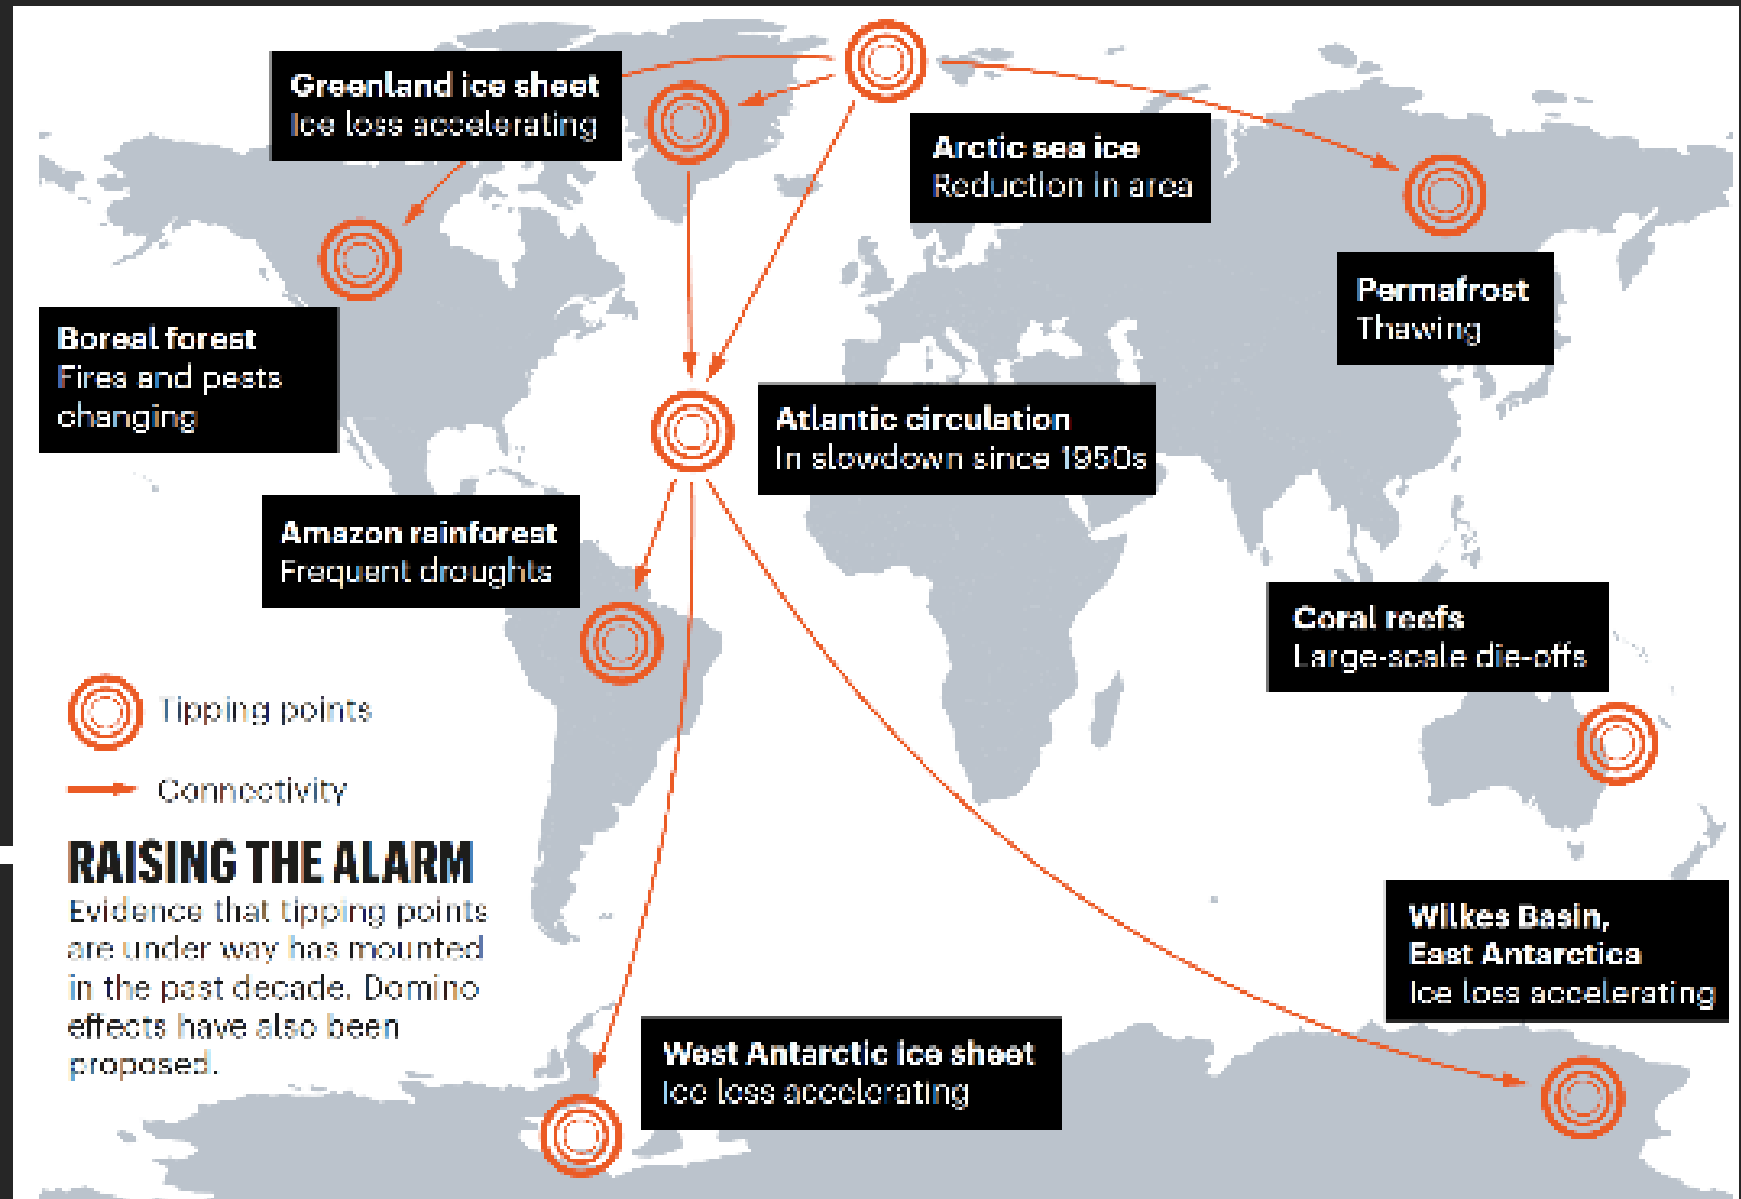 Greenland ice sheet
Ice loss accelerating
Arctic sea ice
Reduction in area
Permafrost
Thawing
Boreal forest
Fires and pests
changing
Atlantic circulation
In slowdown since 1950s
Amazon rainforest
Frequent droughts
Coral reefs
Large-scale die-offs
Tipping points
Connectivity
RAISING THE ALARM
Evidence that tipping points
are under way has mounted
in the past decade. Domino
effects have also been
proposed.
Wilkes Basin,
East Antarctica
Ice loss accelerating
West Antarctic ice sheet
Ice loss accelerating